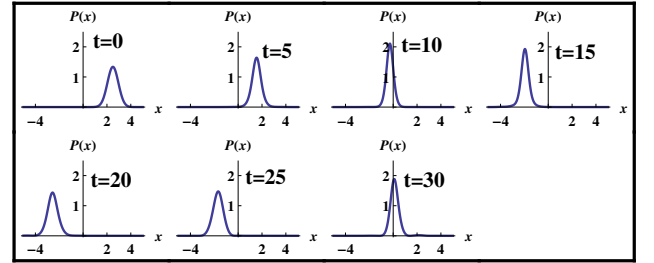 P(x) P(x) P(x) P(x)
2 t=0 2 t=5 2 t=10 2 t=15
1 1 1 1
−4 2 4 x −4 2 4 x −4 2 4 x −4 2 4 x
P(x) P(x) P(x)
2 t=20 2 t=25 2 t=30
1 1 1
−4 2 4 x −4 2 4 x −4 2 4 x